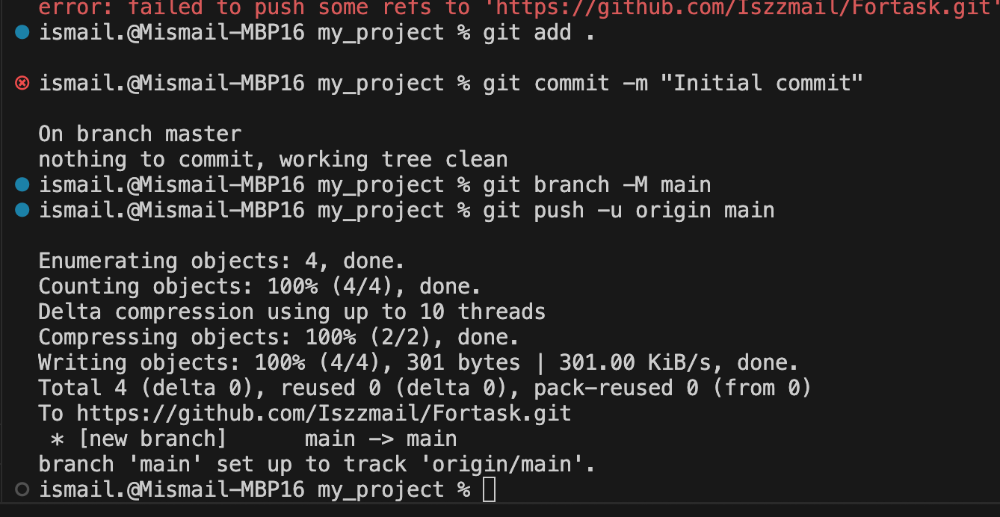 error: failed to push some refs to 'https://github.com/Iszzmail/Fortask.git'
ismail.@Mismail-MBP16 my_project % git add .
ismail.@Mismail-MBP16 my_project % git commit -m "Initial commit"
On branch master
nothing to commit, working tree clean
ismail.@Mismail-MBP16 my_project % git branch -M main
ismail.@Mismail-MBP16 my_project % git push -u origin main
Enumerating objects: 4, done.
Counting objects: 100% (4/4), done.
Delta compression using up to 10 threads
Compressing objects: 100% (2/2), done.
Writing objects: 100% (4/4), 301 bytes | 301.00 KiB/s, done.
Total 4 (delta 0), reused 0 (delta 0), pack-reused 0 (from 0)
To https://github.com/Iszzmail/Fortask.git
 * [new branch]      main -> main
branch 'main' set up to track 'origin/main'.
ismail.@Mismail-MBP16 my_project %